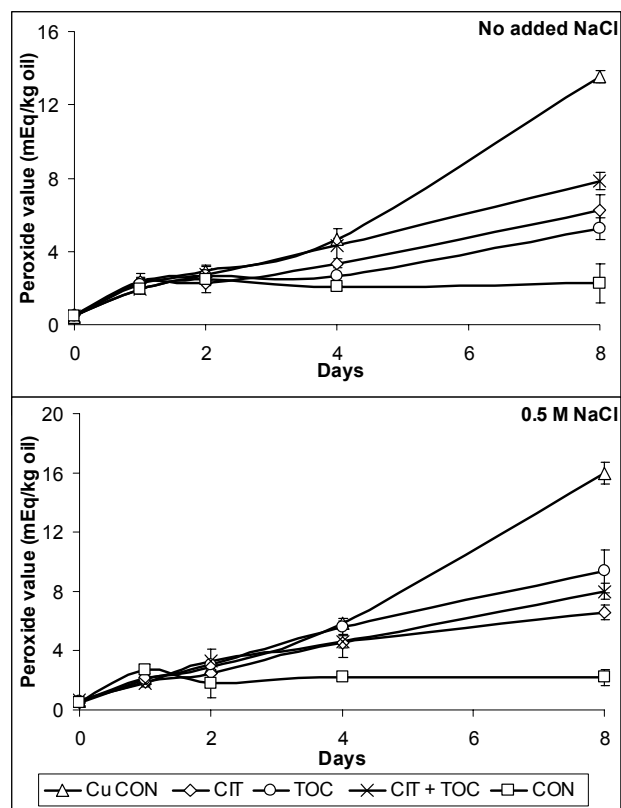 No added NaCl
Peroxide value (mEq/kg oil)
16
12
8
4
0
0 2 4 6 8
Days
0.5 M NaCl
Peroxide value (mEq/kg oil)
20
16
12
8
4
0
0 2 4 6 8
Days
Cu CON CIT TOC CIT + TOC CON